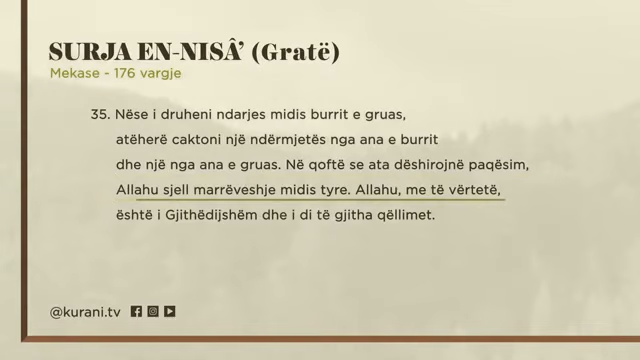 SURJA EN-NISÂ’ (Gratë)
Mekase - 176 vargje
35. Nëse i druheni ndarjes midis burrit e gruas,
atëherë caktoni një ndërmjetës nga ana e burrit
dhe një nga ana e gruas. Në qoftë se ata dëshirojnë paqësim,
Allahu sjell marrëveshje midis tyre. Allahu, me të vërtetë,
është i Gjithëdijshëm dhe i di të gjitha qëllimet.
@kurani.tv